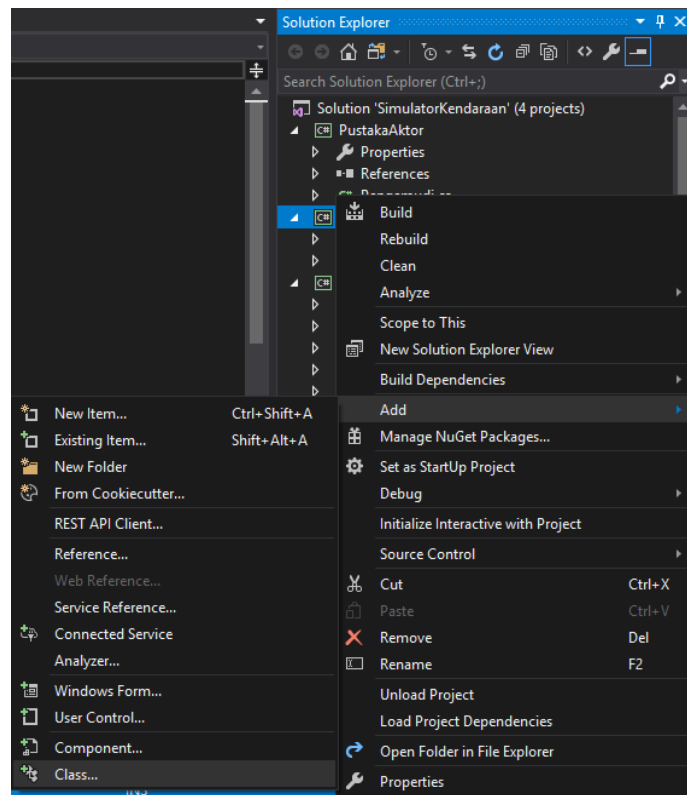 Solution Explorer
Search Solution Explorer (Ctrl+;)
Solution 'SimulatorKendaraan' (4 projects)
C# PustakaAktor
Properties
References
C# Pengemudi.cs
C#
C#
Build
Rebuild
Clean
Analyze
Scope to This
New Solution Explorer View
Build Dependencies
Add
Manage NuGet Packages...
Set as StartUp Project
Debug
Initialize Interactive with Project
Source Control
Cut Ctrl+X
Paste Ctrl+V
Remove Del
Rename F2
Unload Project
Load Project Dependencies
Open Folder in File Explorer
Properties
New Item... Ctrl+Shift+A
Existing Item... Shift+Alt+A
New Folder
From Cookiecutter...
REST API Client...
Reference...
Web Reference...
Service Reference...
Connected Service
Analyzer...
Windows Form...
User Control...
Component...
Class...